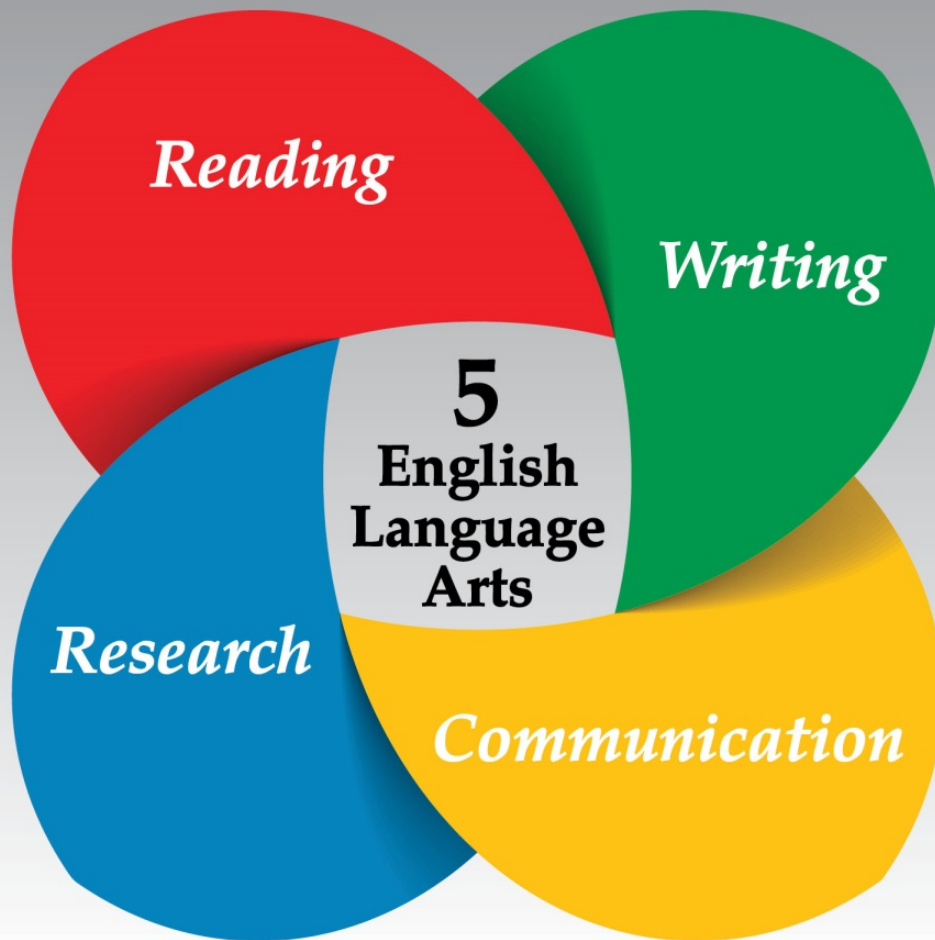 Reading
Writing
5
English
Language
Arts
Research
Communication